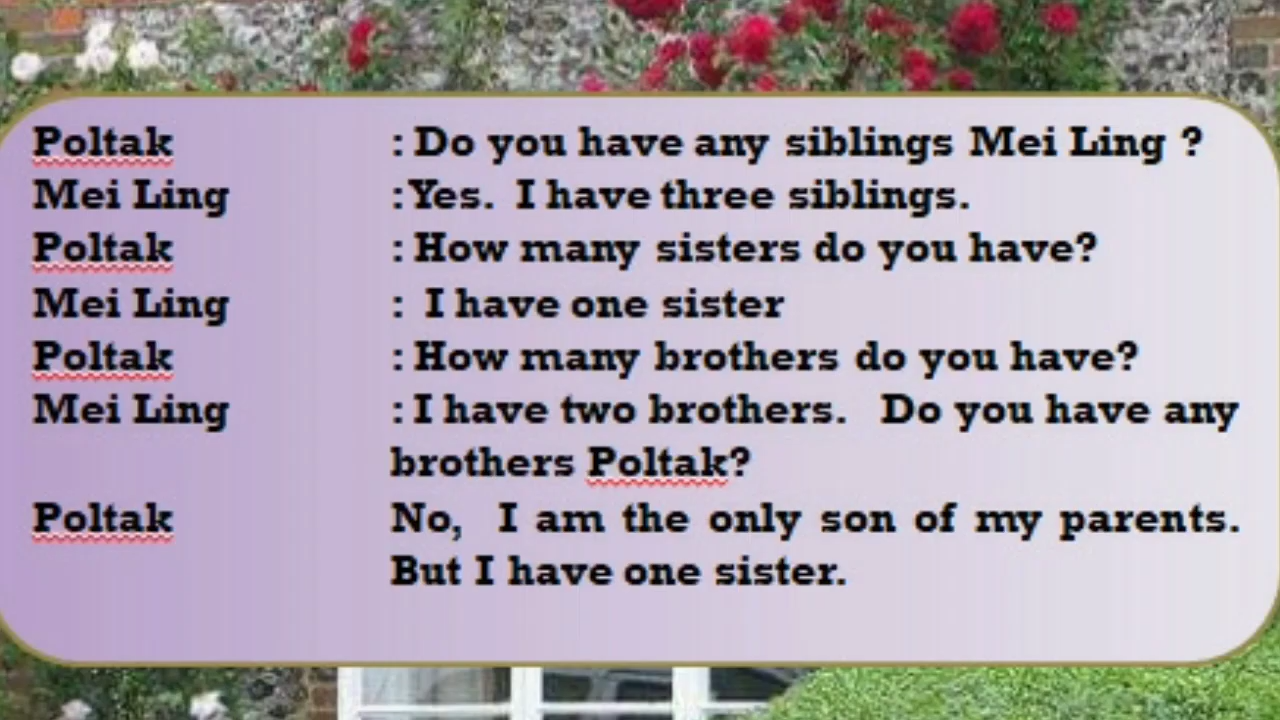 Poltak : Do you have any siblings Mei Ling ?
Mei Ling : Yes. I have three siblings.
Poltak : How many sisters do you have?
Mei Ling : I have one sister
Poltak : How many brothers do you have?
Mei Ling : I have two brothers. Do you have any
brothers Poltak?
Poltak No, I am the only son of my parents.
But I have one sister.